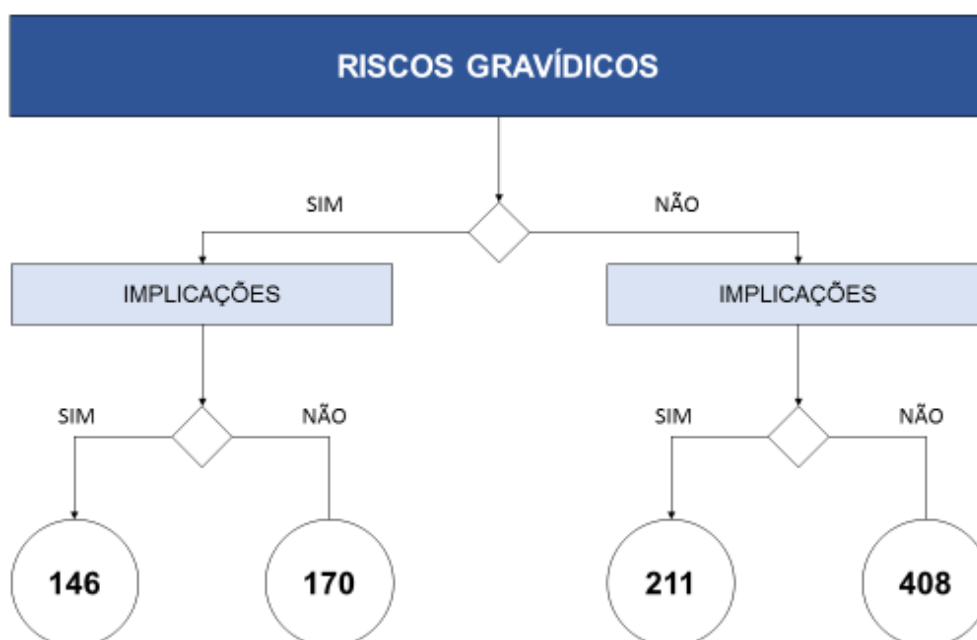 RISCOS GRAVÍDICOS
SIM
NÃO
IMPLICAÇÕES
IMPLICAÇÕES
SIM
NÃO
SIM
NÃO
146
170
211
408